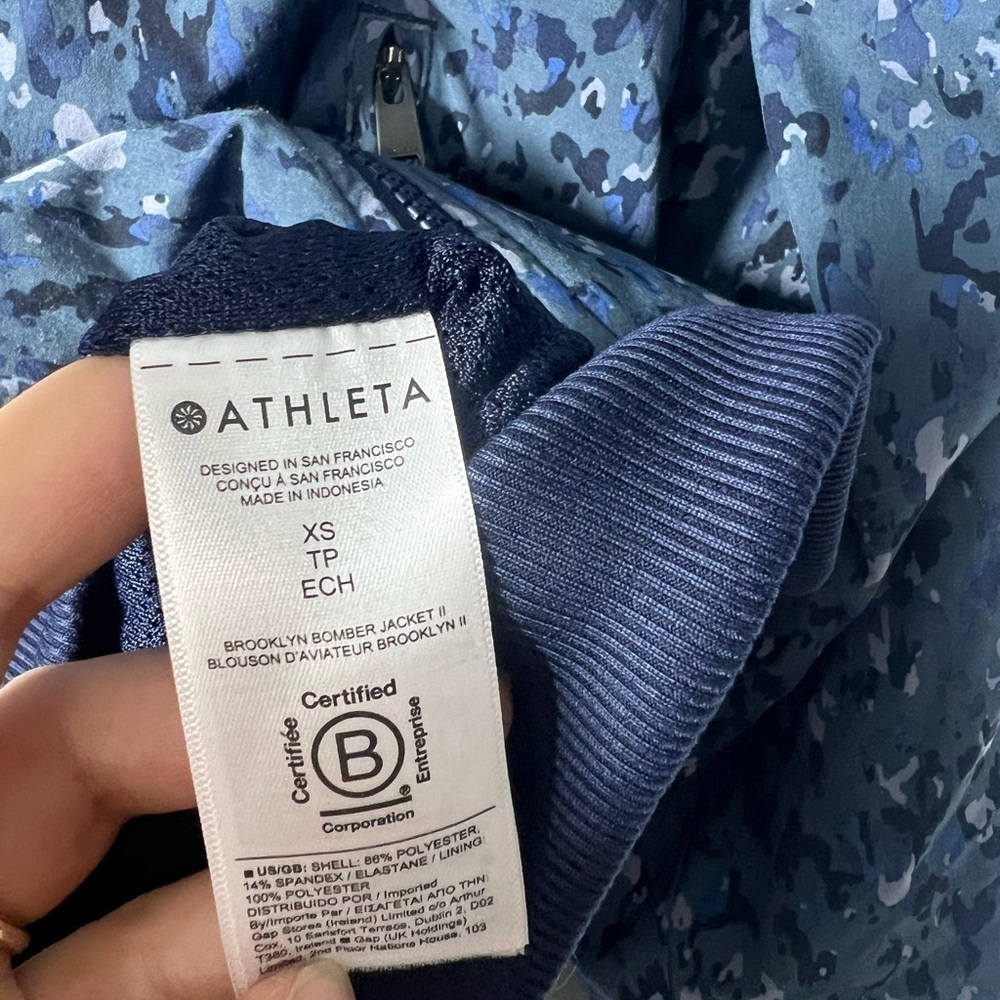 ATHLETA
DESIGNED IN SAN FRANCISCO
CONÇU À SAN FRANCISCO
MADE IN INDONESIA
XS
TP
ECH
BROOKLYN BOMBER JACKET II
BLOUSON D'AVIATEUR BROOKLYN II
Certified
Certifiée
B
Entreprise
®
Corporation
■ US/GB: SHELL: 86% POLYESTER,
14% SPANDEX / ELASTANE / LINING:
100% POLYESTER
DISTRIBUIDO POR / Imported
By/Importe Par / ΕΙΣΑΓΕΤΑΙ ΑΠΟ ΤΗΝ:
Gap Stores (Ireland) Limited c/o Arthur
Cox, 10 Earlsfort Terrace, Dublin 2, D02
T380, Ireland ■ Gap (UK Holdings)
Limited, 2nd Floor Nations House, 103